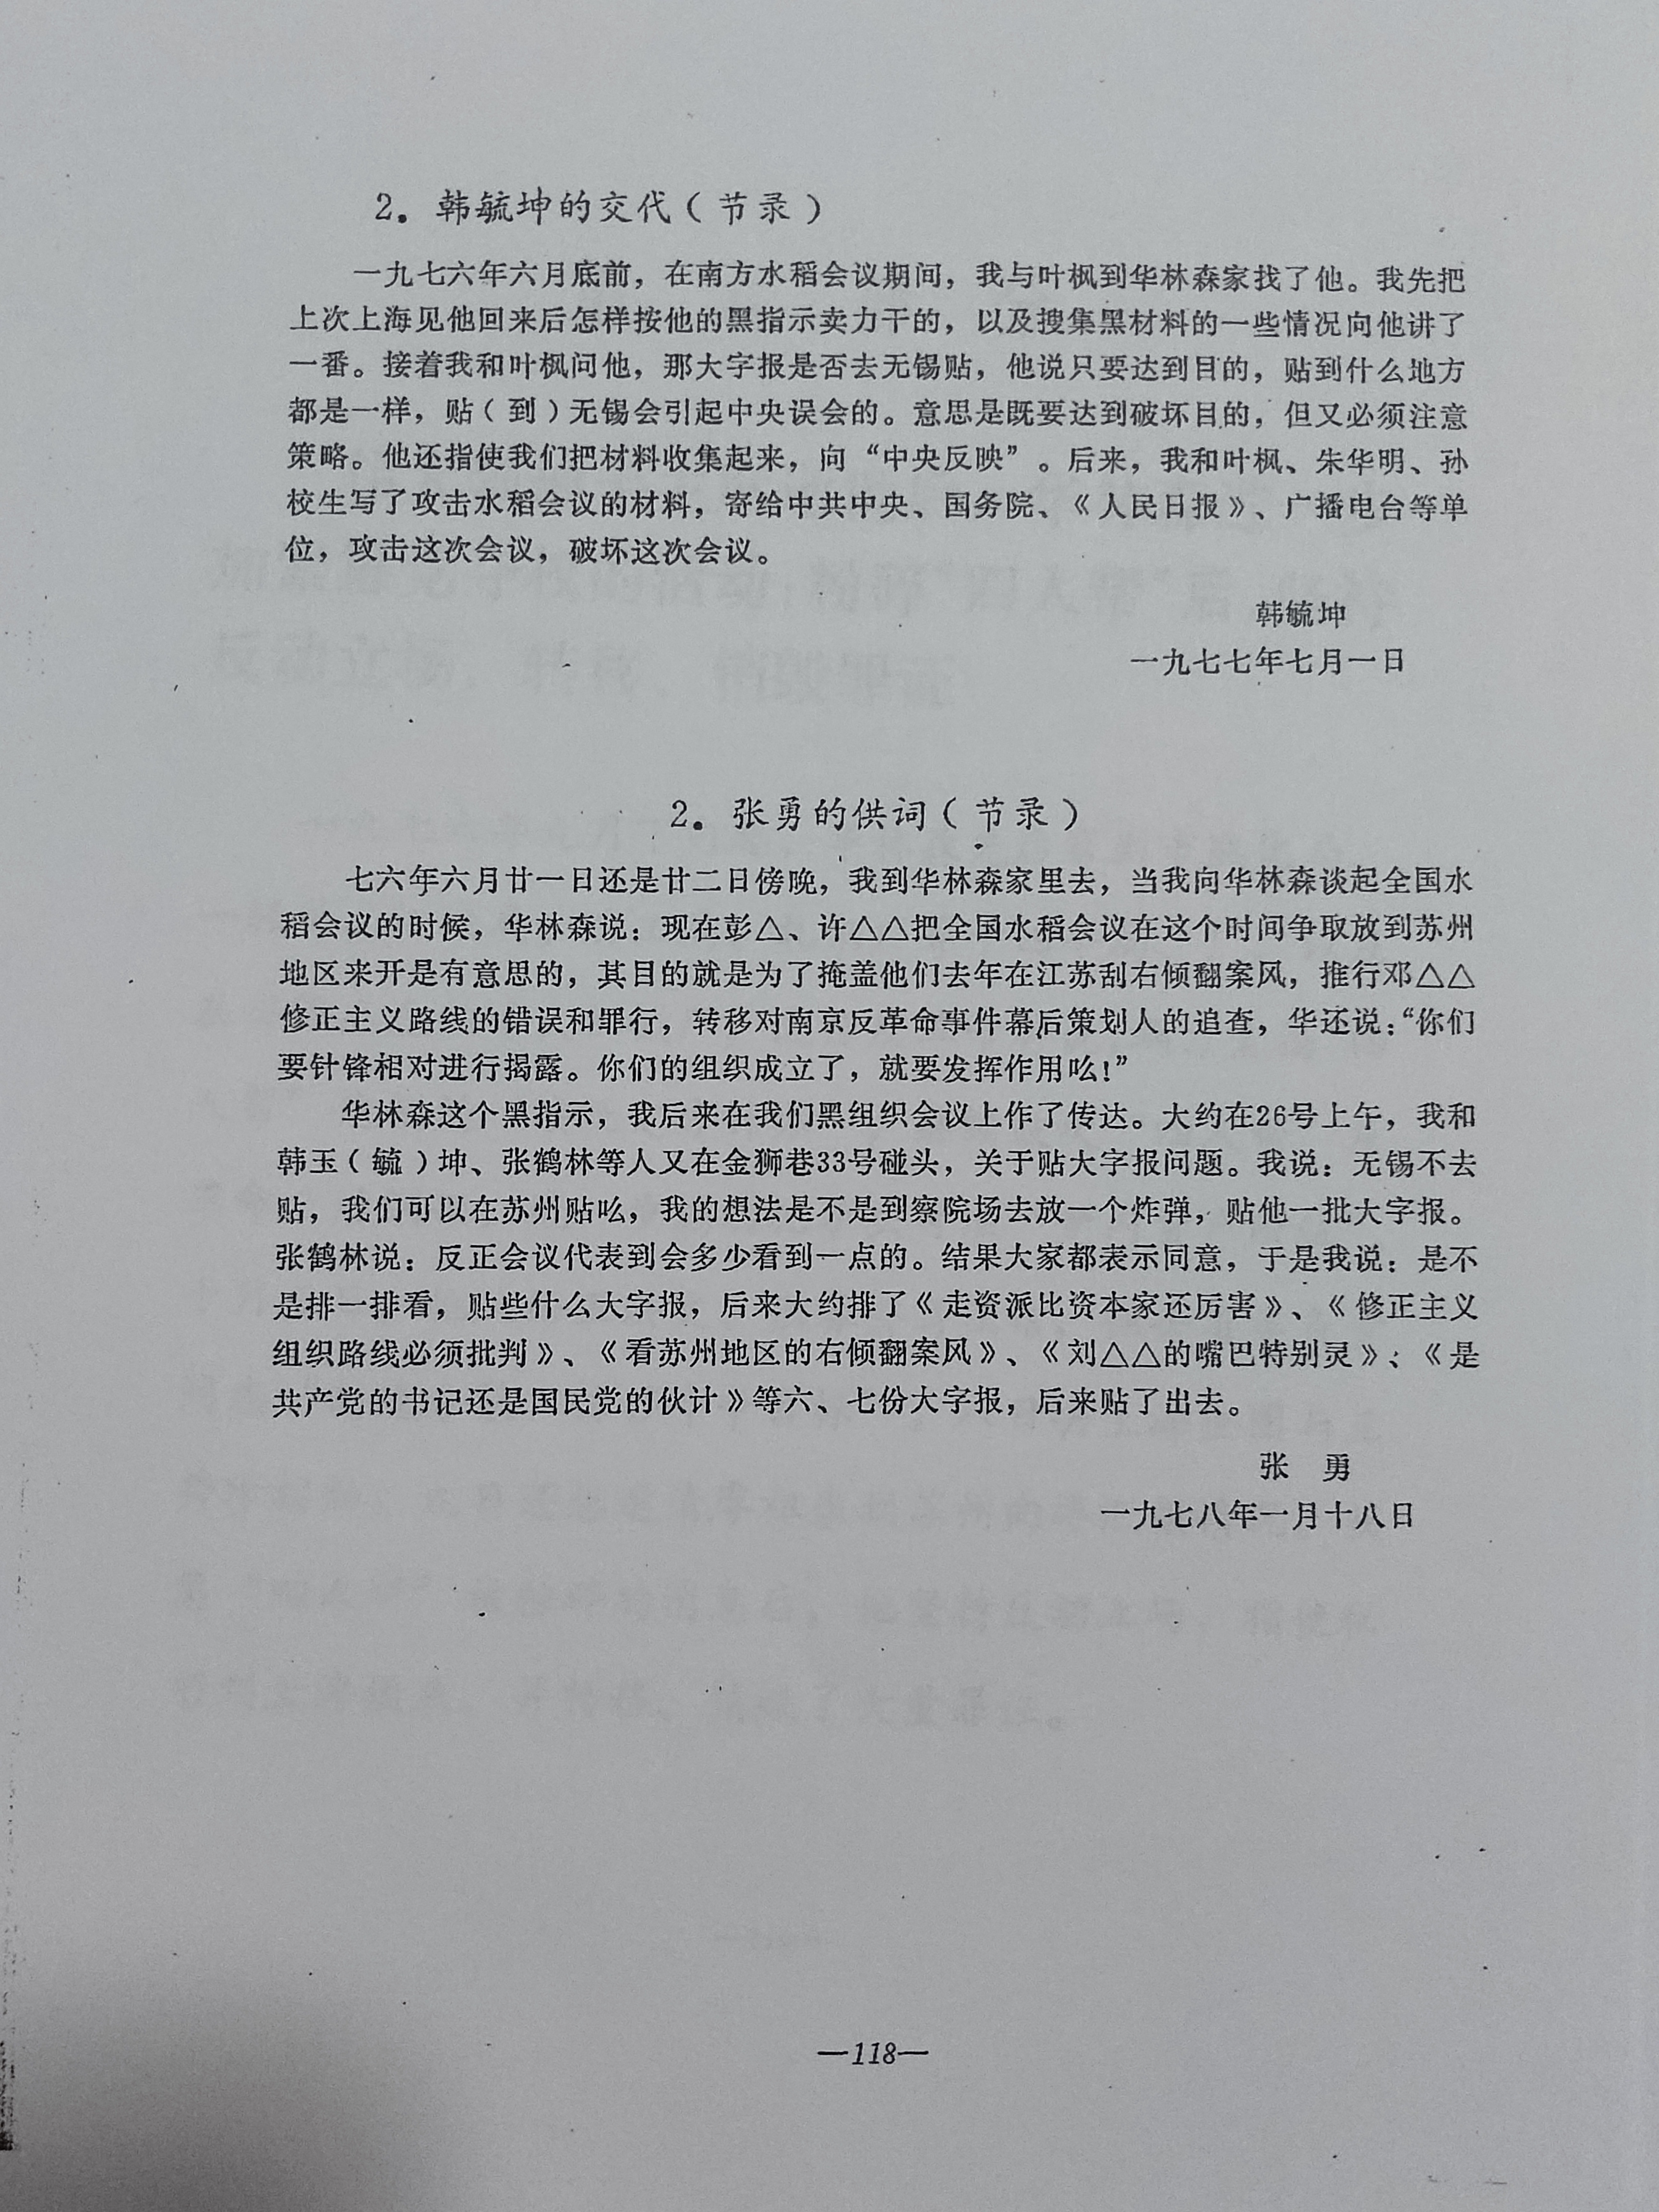 2．韩毓坤的交代（节录）
一九七六年六月底前，在南方水稻会议期间，我与叶枫到华林森家找了他。我先把
上次上海见他回来后怎样按他的黑指示卖力干的，以及搜集黑材料的一些情况向他讲了
一番。接着我和叶枫问他，那大字报是否去无锡贴，他说只要达到目的，贴到什么地方
都是一样，贴（到）无锡会引起中央误会的。意思是既要达到破坏目的，但又必须注意
策略。他还指使我们把材料收集起来，向“中央反映”。后来，我和叶枫、朱华明、孙
校生写了攻击水稻会议的材料，寄给中共中央、国务院、《人民日报》、广播电台等单
位，攻击这次会议，破坏这次会议。
韩毓坤
一九七七年七月一日
2．张勇的供词（节录）
七六年六月廿一日还是廿二日傍晚，我到华林森家里去，当我向华林森谈起全国水
稻会议的时候，华林森说：现在彭△、许△△把全国水稻会议在这个时间争取放到苏州
地区来开是有意思的，其目的就是为了掩盖他们去年在江苏刮右倾翻案风，推行邓△△
修正主义路线的错误和罪行，转移对南京反革命事件幕后策划人的追查，华还说：“你们
要针锋相对进行揭露。你们的组织成立了，就要发挥作用吆！”
华林森这个黑指示，我后来在我们黑组织会议上作了传达。大约在26号上午，我和
韩玉（毓）坤、张鹤林等人又在金狮巷33号碰头，关于贴大字报问题。我说：无锡不去
贴，我们可以在苏州贴吆，我的想法是不是到察院场去放一个炸弹，贴他一批大字报。
张鹤林说：反正会议代表到会多少看到一点的。结果大家都表示同意，于是我说：是不
是排一排看，贴些什么大字报，后来大约排了《走资派比资本家还厉害》、《修正主义
组织路线必须批判》、《看苏州地区的右倾翻案风》、《刘△△的嘴巴特别灵》、《是
共产党的书记还是国民党的伙计》等六、七份大字报，后来贴了出去。
张　勇
一九七八年一月十八日
—118—